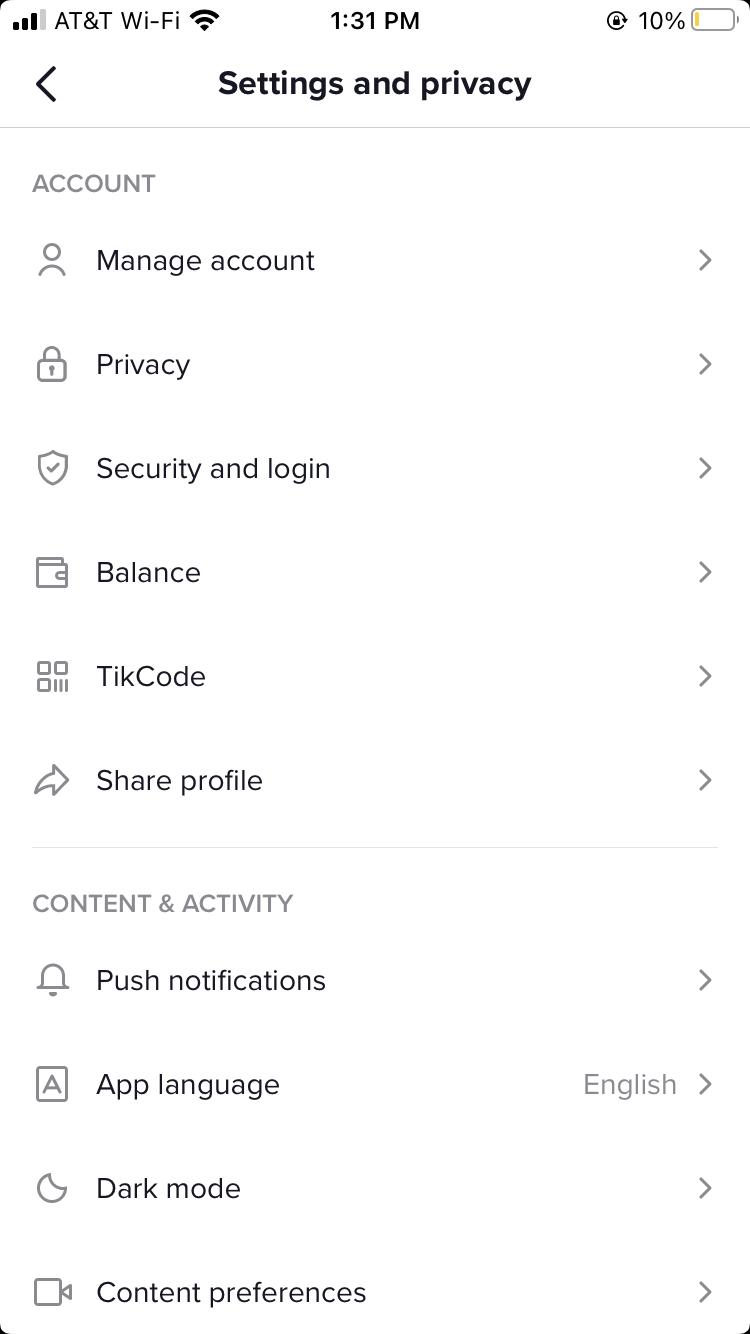 AT&T Wi-Fi 1:31 PM 10%
Settings and privacy
ACCOUNT
Manage account
Privacy
Security and login
Balance
TikCode
Share profile
CONTENT & ACTIVITY
Push notifications
App language English
Dark mode
Content preferences